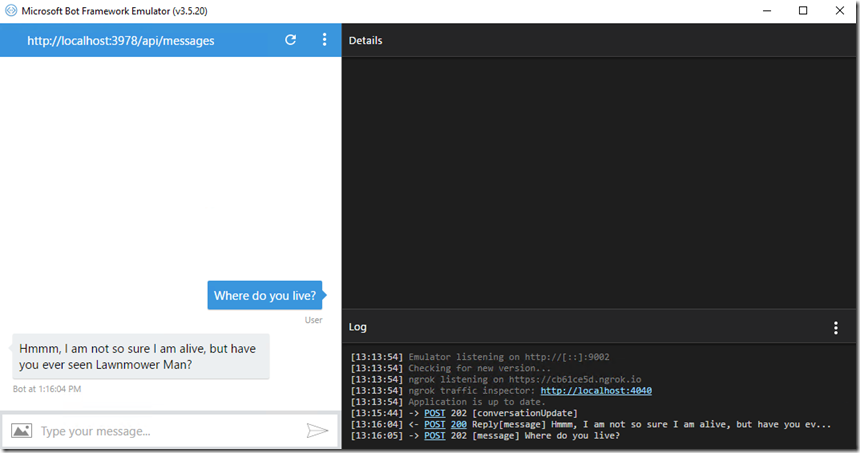 Microsoft Bot Framework Emulator (v3.5.20)
http://localhost:3978/api/messages
Details
Where do you live?
User
Hmmm, I am not so sure I am alive, but have
you ever seen Lawnmower Man?
Bot at 1:16:04 PM
Type your message...
Log
[13:13:54] Emulator listening on http://[::]:9002
[13:13:54] Checking for new version...
[13:13:54] ngrok listening on https://cb61ce5d.ngrok.io
[13:13:54] ngrok traffic inspector: http://localhost:4040
[13:13:54] Application is up to date.
[13:15:44] -> POST 202 [conversationUpdate]
[13:16:04] <- POST 200 Reply[message] Hmmm, I am not so sure I am alive, but have you ev...
[13:16:05] -> POST 202 [message] Where do you live?